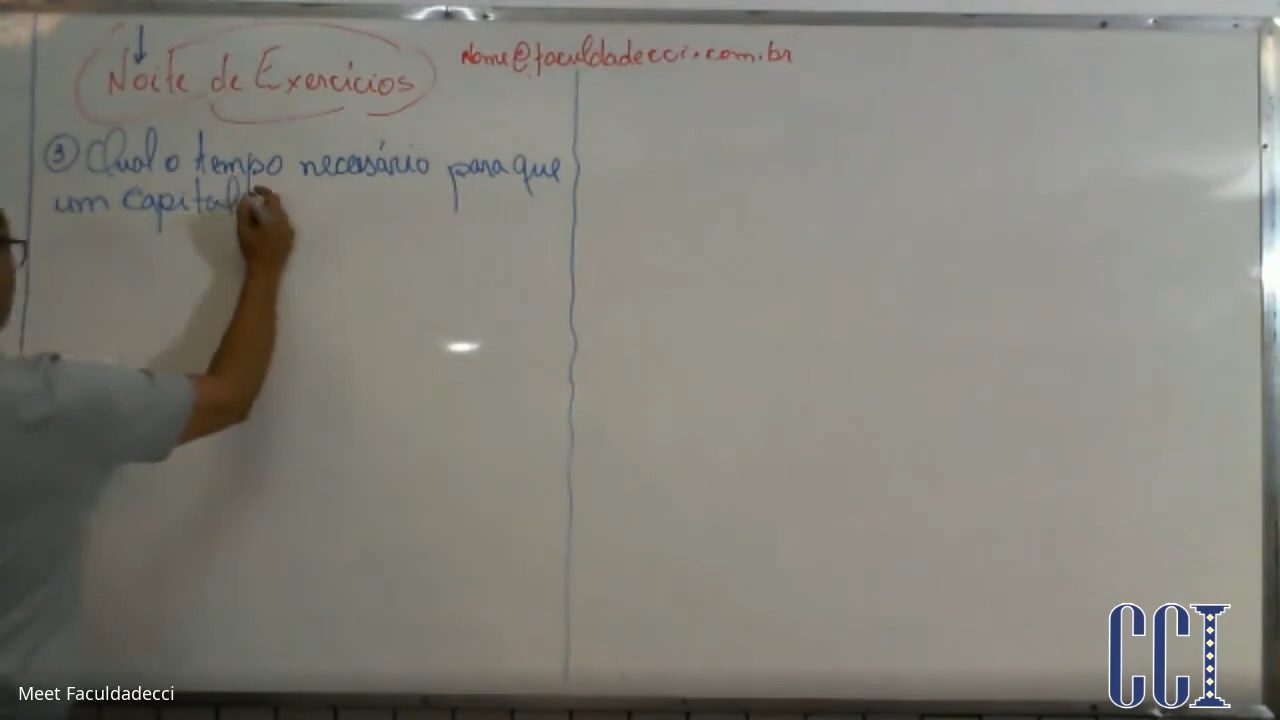 Noite de Exercícios
nome@faculdadecci.com.br
③ Qual o tempo necessário para que
um capital
CCI
Meet Faculdadecci